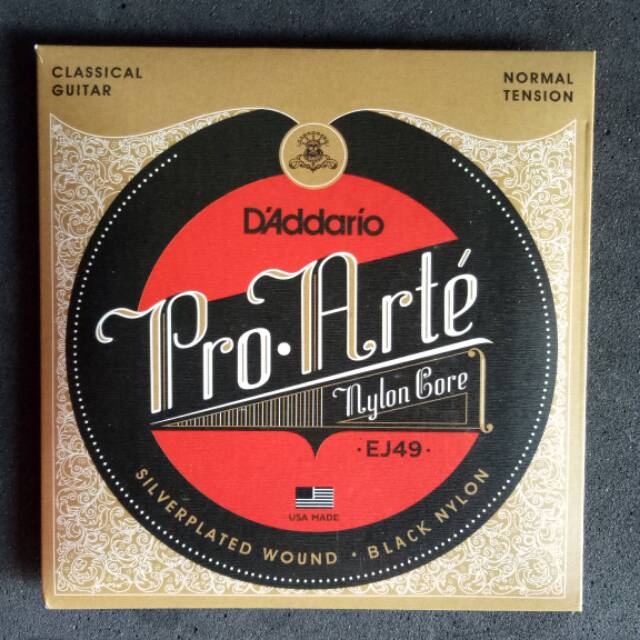 CLASSICAL
GUITAR
NORMAL
TENSION
D'Addario
Pro·Arté
Nylon Core
·EJ49·
USA MADE
SILVERPLATED WOUND · BLACK NYLON